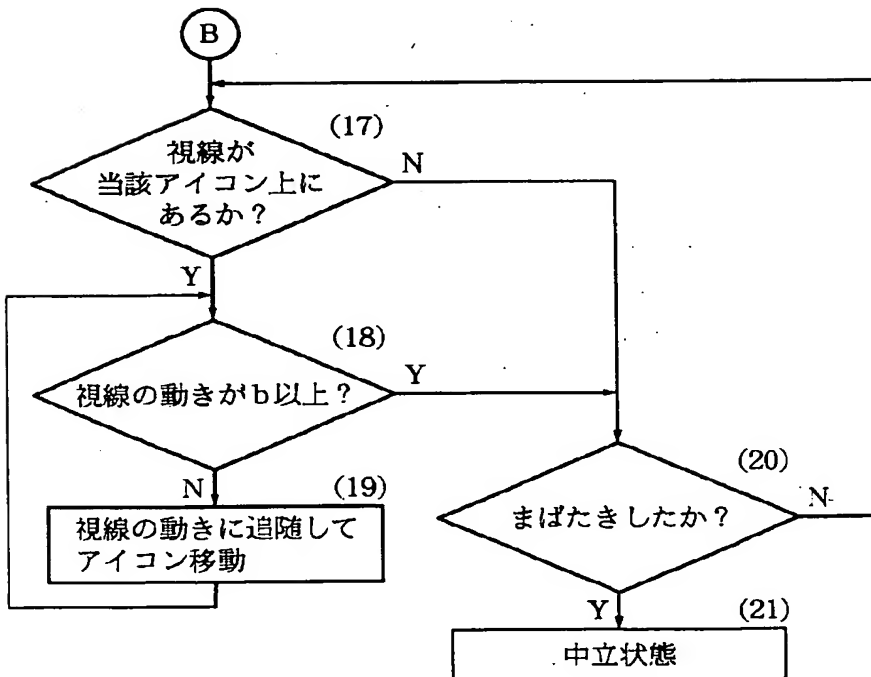 B
(17)
視線が
当該アイコン上に
あるか？
N
Y
(18)
視線の動きがｂ以上？
Y
N
(19)
視線の動きに追随して
アイコン移動
(20)
まばたきしたか？
N
Y
(21)
中立状態